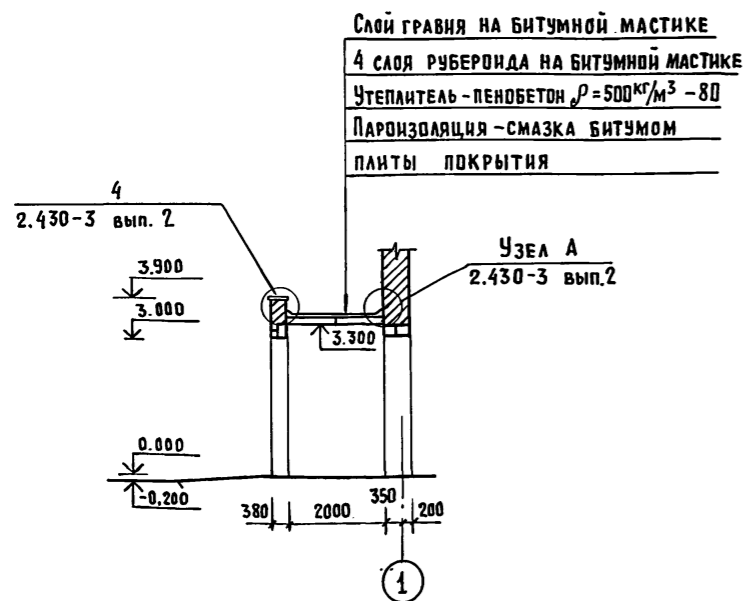 Слой гравия на битумной мастике
4 слоя рубероида на битумной мастике
Утеплитель-пенобетон ρ=500кг/м³ -80
Пароизоляция-смазка битумом
плиты покрытия
4
2.430-3 вып. 2
Узел А
2.430-3 вып.2
3.900
3.000
3.300
0.000
-0,200
380
2000
350
200
1